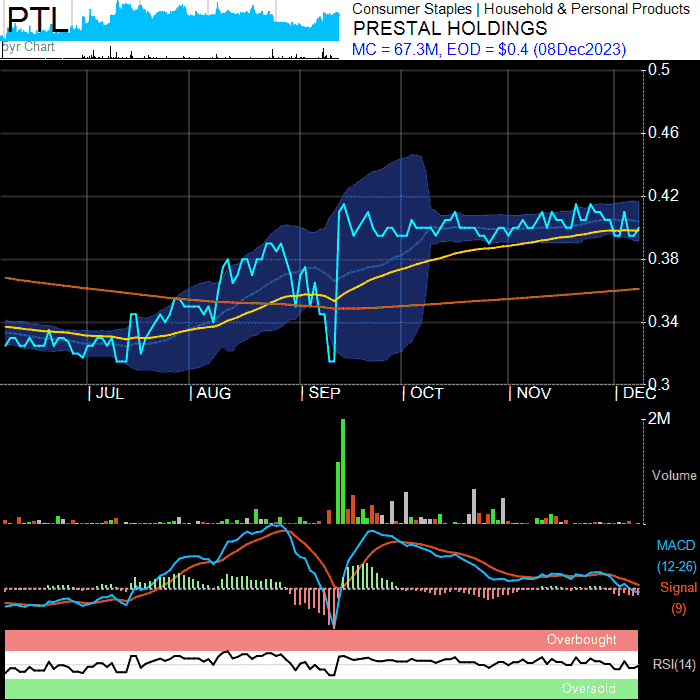 PTL
Consumer Staples | Household & Personal Products
PRESTAL HOLDINGS
MC = 67.3M, EOD = $0.4 (08Dec2023)
0.5
0.46
0.42
0.38
0.34
0.3
JUL
AUG
SEP
OCT
NOV
DEC
2M
Volume
MACD
(12-26)
Signal
(9)
Overbought
RSI(14)
Oversold